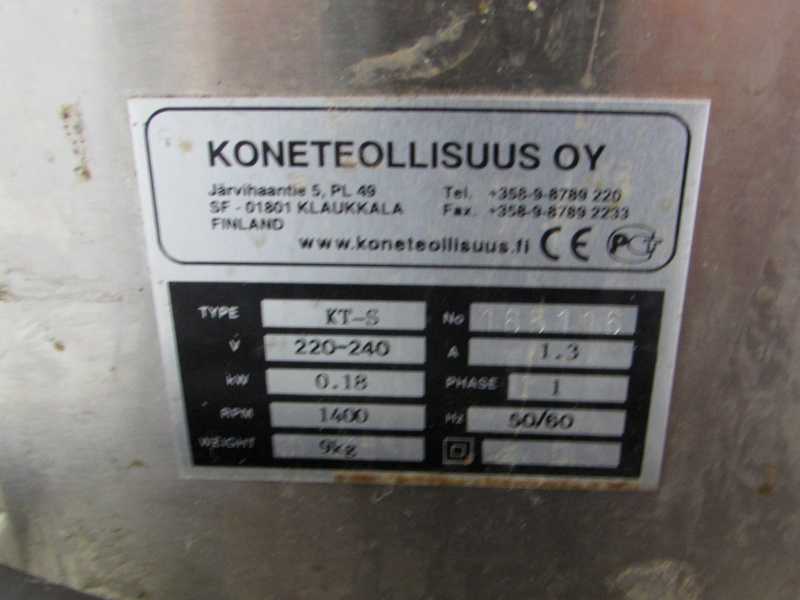 KONETEOLLISUUS OY
Järvihaantie 5, PL 49 Tel. +358-9-8789 220
SF - 01801 KLAUKKALA Fax. +358-9-8789 2233
FINLAND
www.koneteollisuus.fi CE
TYPE KT-S No 168116
V 220-240 A 1.3
kW 0.18 PHASE 1
RPM 1400 Hz 50/60
WEIGHT 9kg